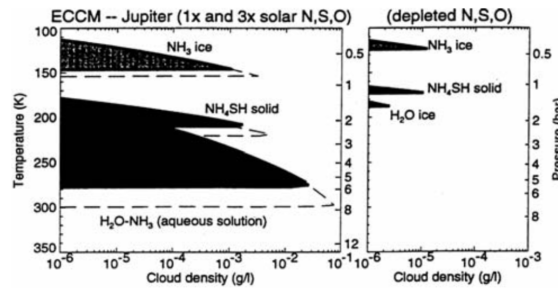 ECCM -- Jupiter (1x and 3x solar N,S,O)
(depleted N,S,O)
100
150
200
250
300
350
Temperature (K)
NH₃ ice
NH₄SH solid
H₂O-NH₃ (aqueous solution)
0.5
1
2
3
4
5
6
8
12
10⁻⁶
10⁻⁵
10⁻⁴
10⁻³
10⁻²
10⁻¹
Cloud density (g/l)
NH₃ ice
NH₄SH solid
H₂O ice
0.5
1
2
2
3
4
5
6
8
Pressure (bar)
10⁻⁶
10⁻⁵
10⁻⁴
10⁻³
Cloud density (g/l)